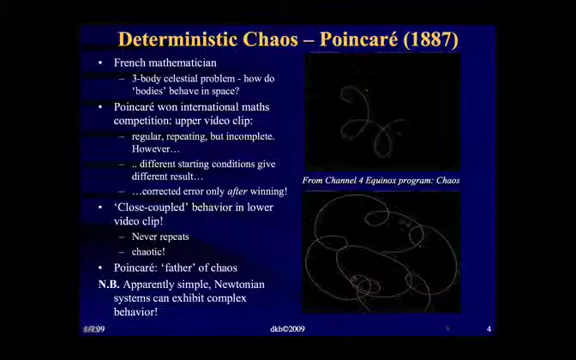 Deterministic Chaos – Poincaré (1887)
• French mathematician
– 3-body celestial problem - how do
'bodies' behave in space?
• Poincaré won international maths
competition: upper video clip:
– regular, repeating, but incomplete.
However…
– .. different starting conditions give
different result…
– …corrected error only after winning!
• 'Close-coupled' behavior in lower
video clip!
– Never repeats
– chaotic!
• Poincaré: 'father' of chaos
N.B. Apparently simple, Newtonian
systems can exhibit complex
behavior!
From Channel 4 Equinox program: Chaos
dkh©2009
4